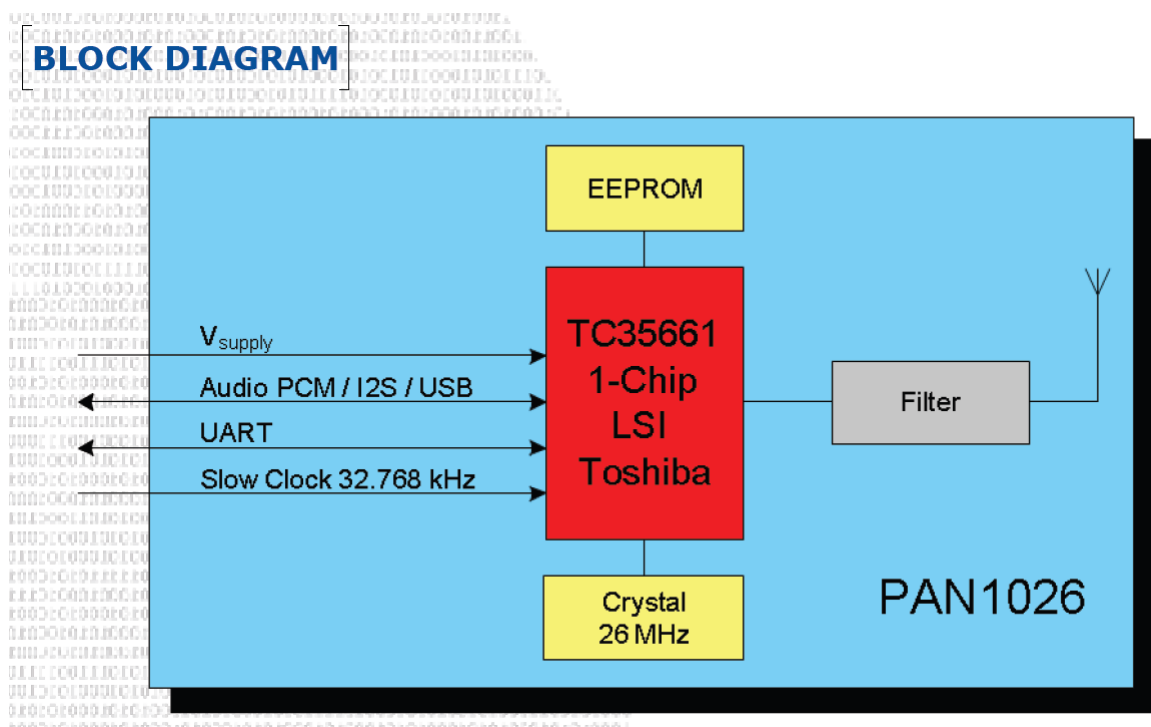 BLOCK DIAGRAM
EEPROM
TC35661
1-Chip
LSI
Toshiba
Vsupply
Audio PCM / I2S / USB
UART
Slow Clock 32.768 kHz
Filter
Crystal
26 MHz
PAN1026